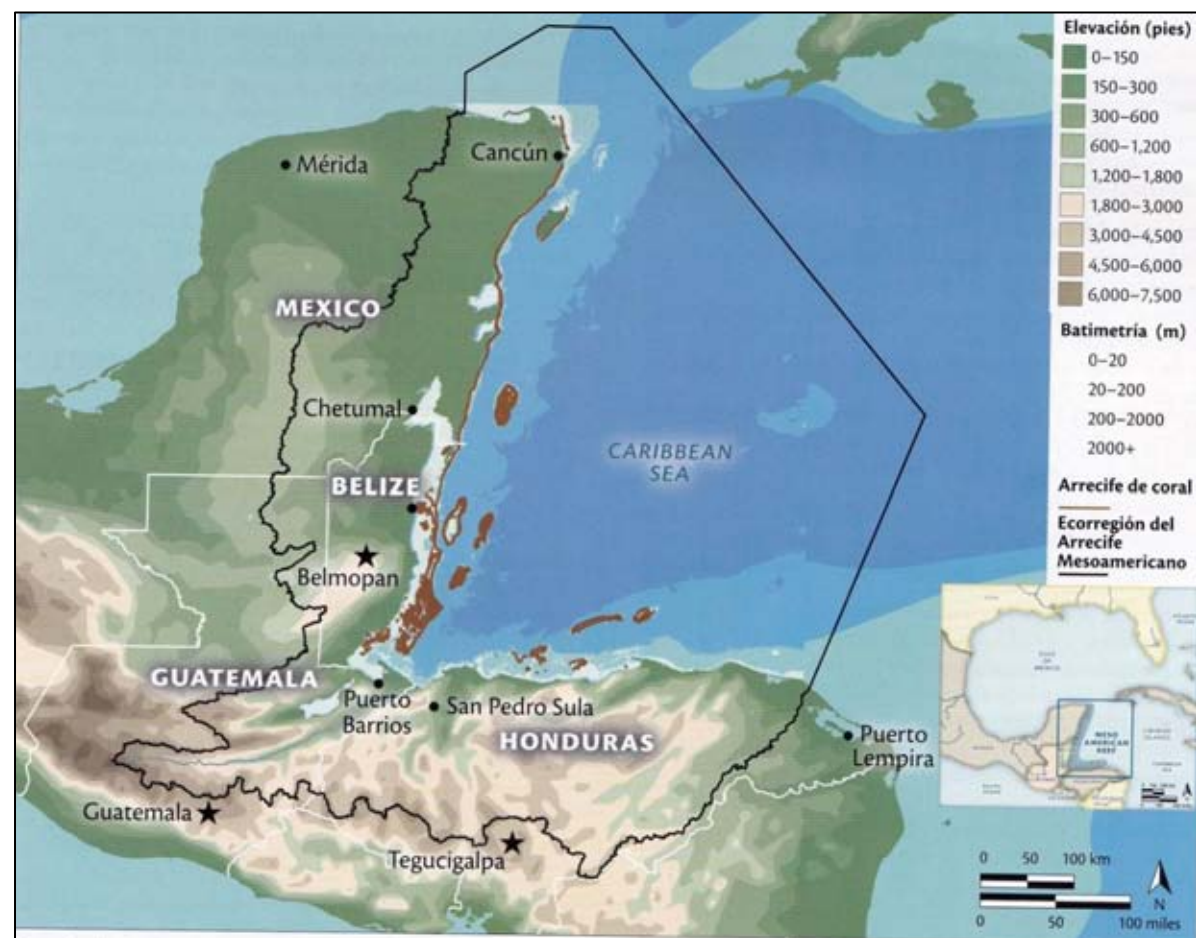 Mérida
Cancún
MEXICO
Chetumal
BELIZE
Belmopan
CARIBBEAN
SEA
GUATEMALA
Puerto
Barrios
San Pedro Sula
HONDURAS
Puerto
Lempira
Guatemala
Tegucigalpa
Elevación (pies)
0–150
150–300
300–600
600–1,200
1,200–1,800
1,800–3,000
3,000–4,500
4,500–6,000
6,000–7,500
Batimetría (m)
0–20
20–200
200–2000
2000+
Arrecife de coral
Ecorregión del
Arrecife
Mesoamericano
MESO
AMERICAN
REEF
0 50 100 km
0 50 100 miles
N